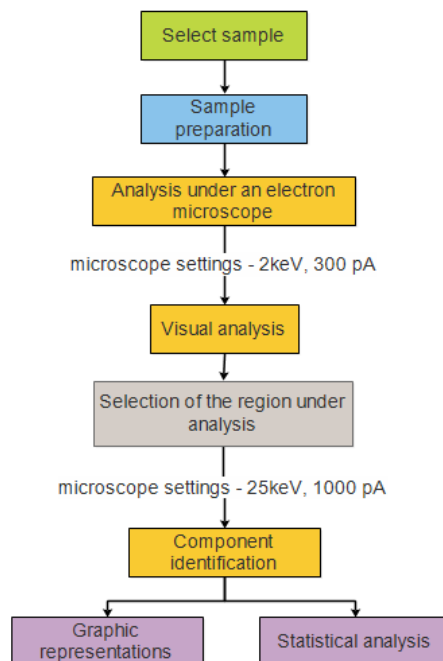 Select sample
Sample
preparation
Analysis under an electron
microscope
microscope settings - 2keV, 300 pA
Visual analysis
Selection of the region under
analysis
microscope settings - 25keV, 1000 pA
Component
identification
Graphic
representations
Statistical analysis